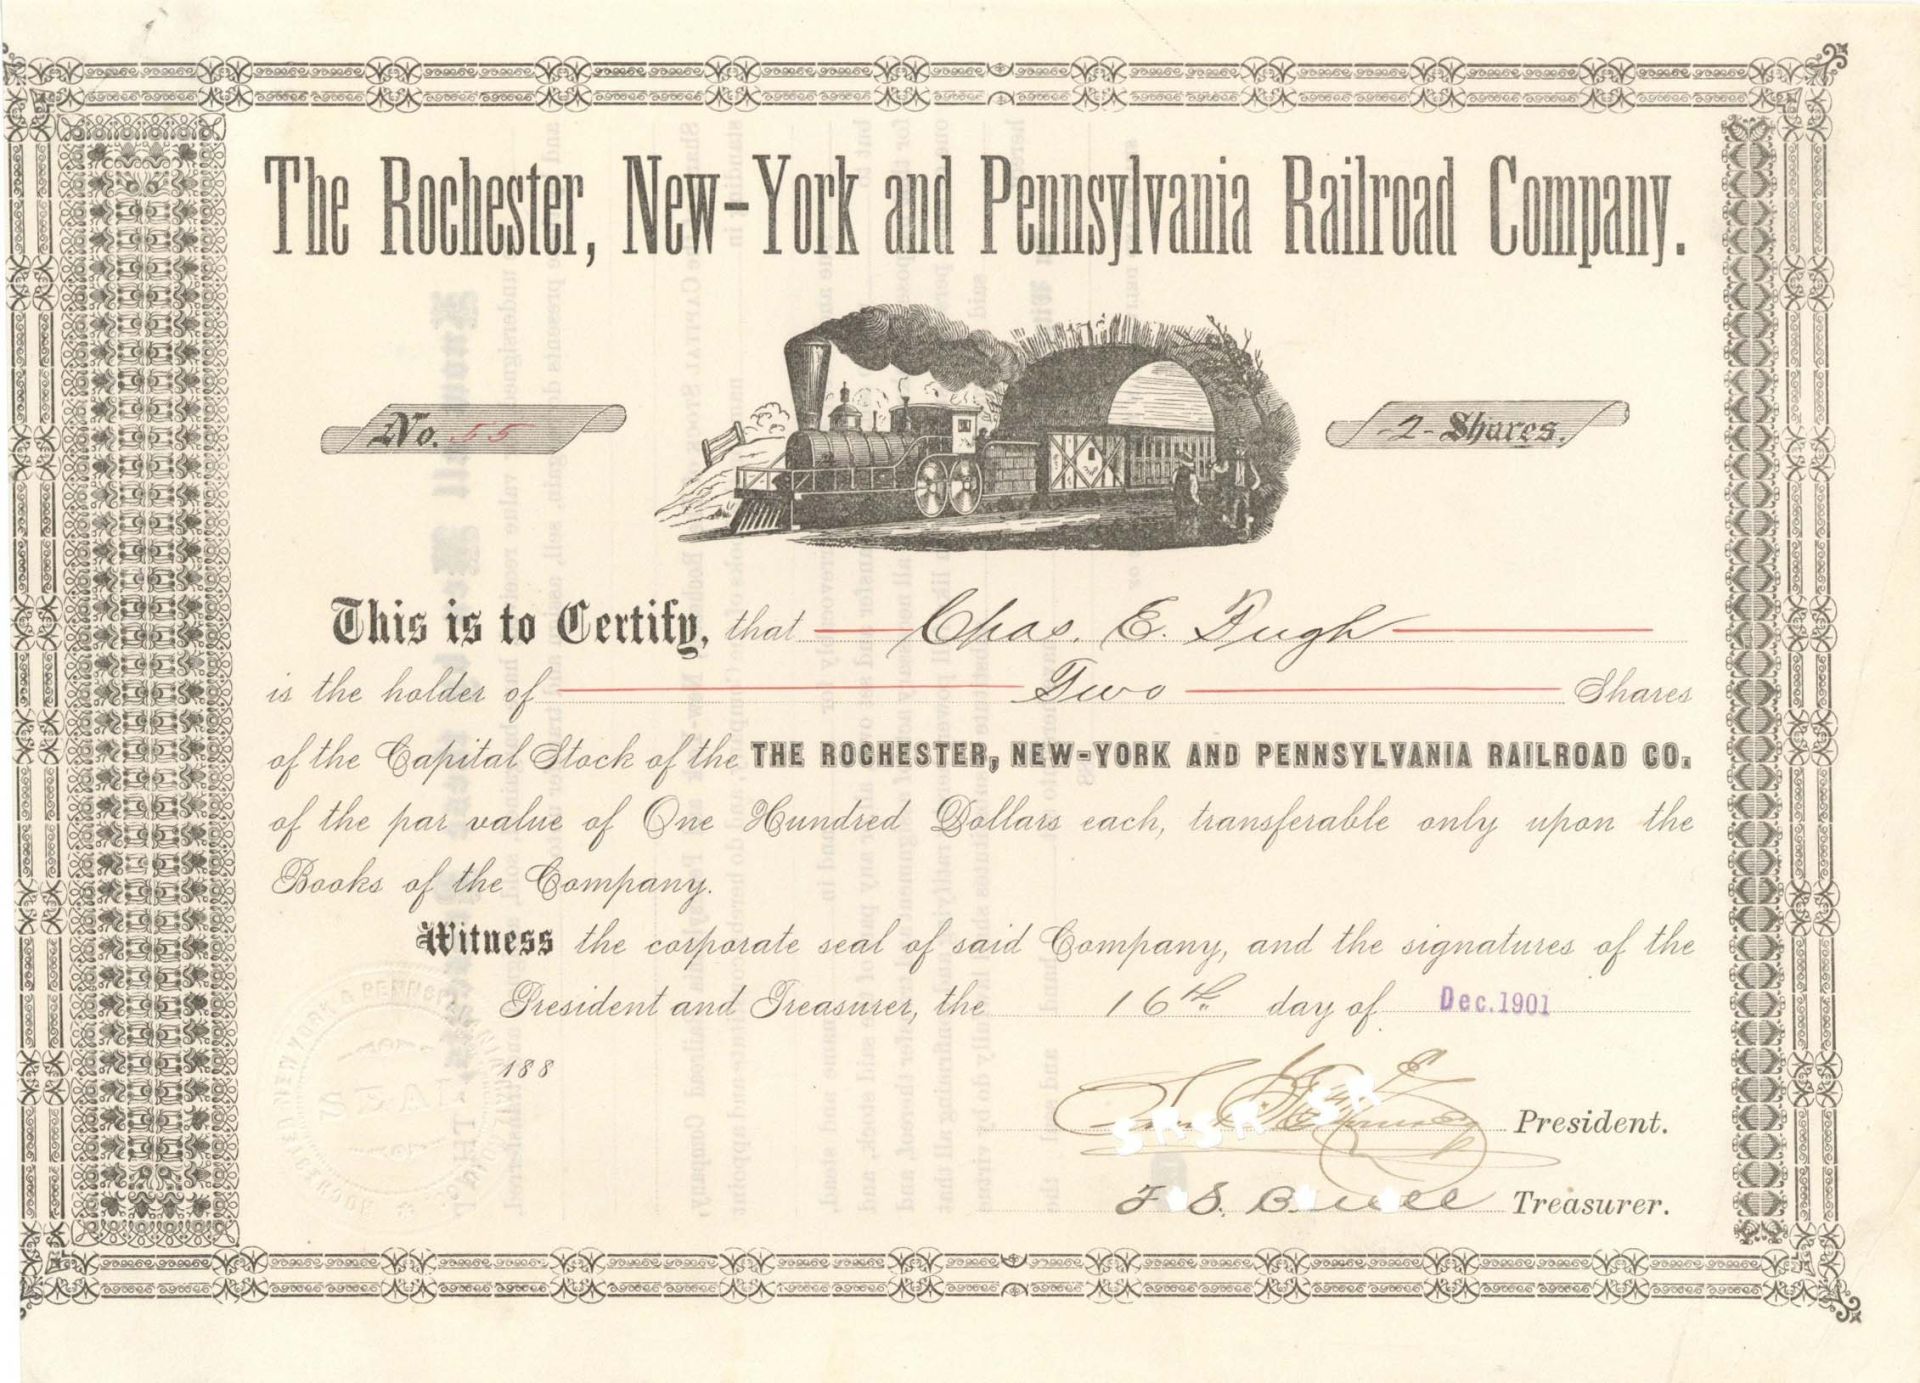 The Rochester, New-York and Pennsylvania Railroad Company.
No. 55
-2- Shares.
This is to Certify, that Chas. E. Pugh
is the holder of Two Shares
of the Capital Stock of the THE ROCHESTER, NEW-YORK AND PENNSYLVANIA RAILROAD CO.
of the par value of One Hundred Dollars each, transferable only upon the
Books of the Company.
Witness the corporate seal of said Company, and the signatures of the
President and Treasurer, the 16th day of Dec. 1901
188
President.
Treasurer.